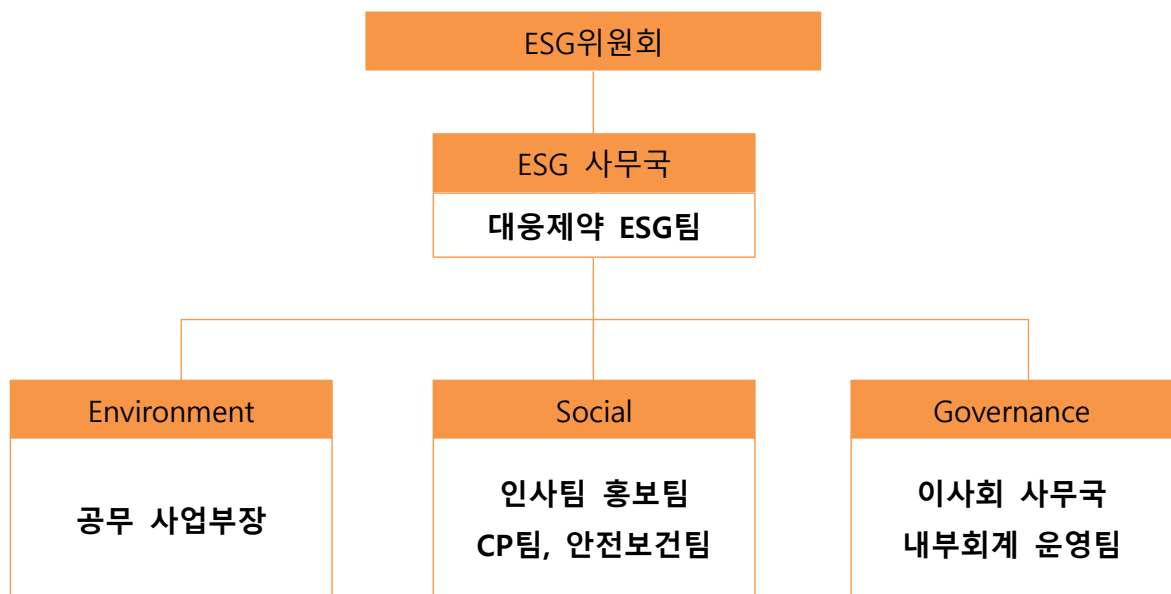 ESG위원회
ESG 사무국
대웅제약 ESG팀
Environment
공무 사업부장
Social
인사팀 홍보팀
CP팀, 안전보건팀
Governance
이사회 사무국
내부회계 운영팀